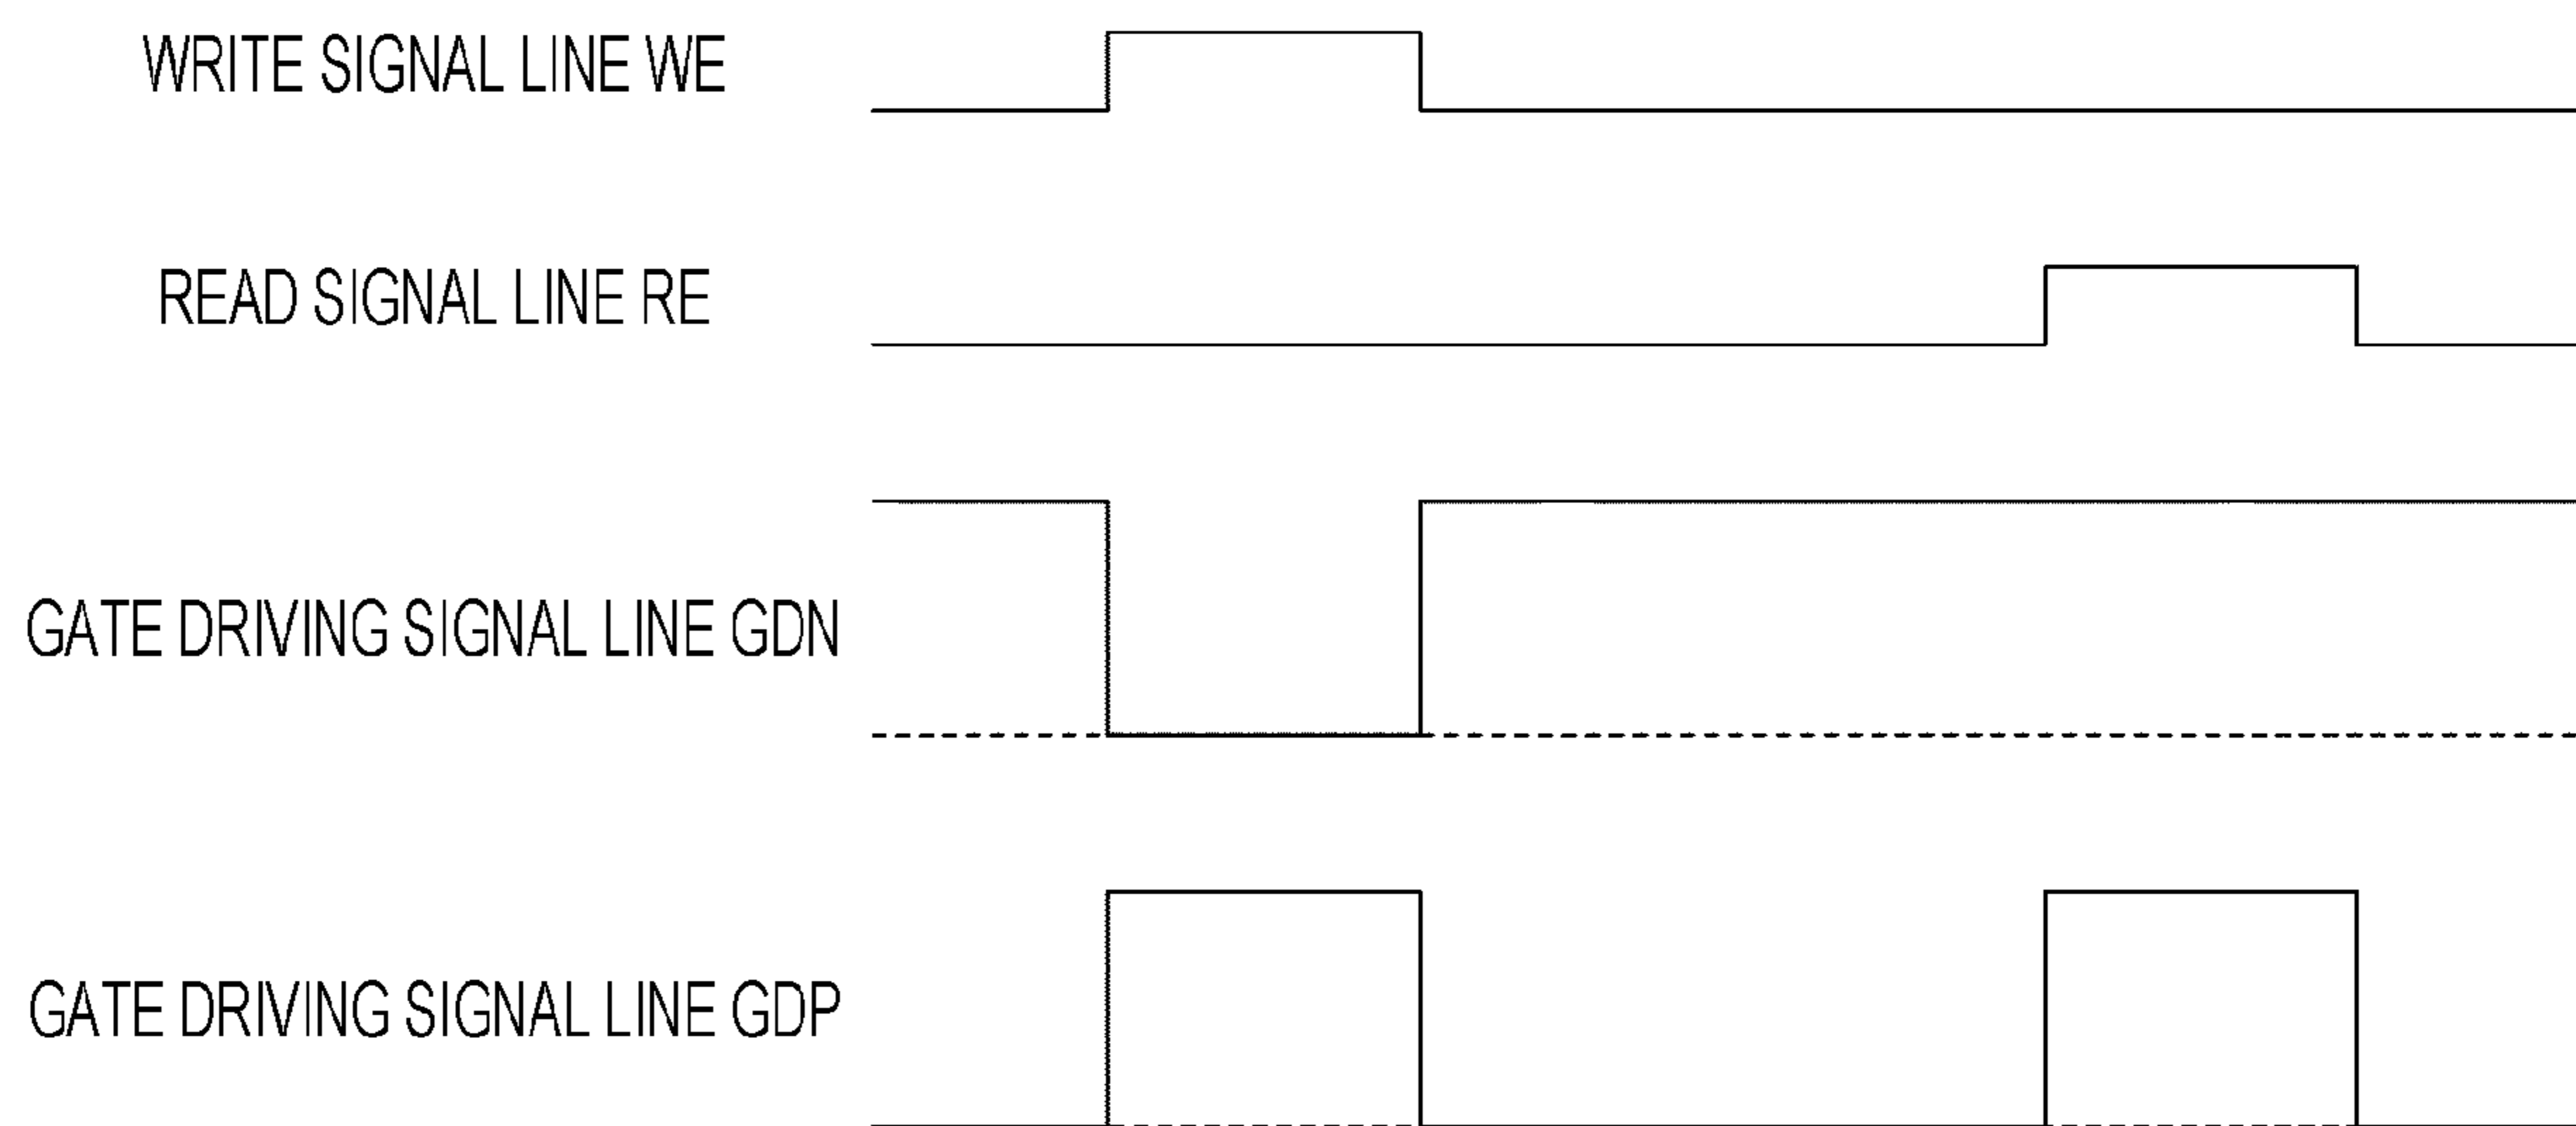 WRITE SIGNAL LINE WE
READ SIGNAL LINE RE
GATE DRIVING SIGNAL LINE GDN
GATE DRIVING SIGNAL LINE GDP